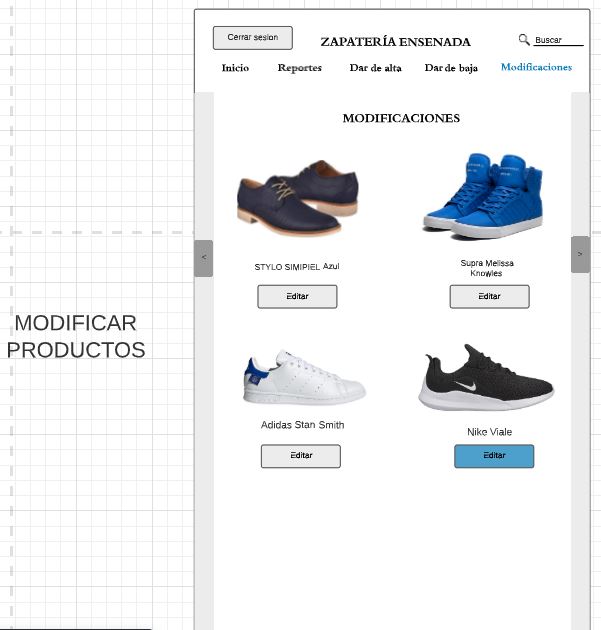 Cerrar sesion
ZAPATERÍA ENSENADA
Buscar
Inicio
Reportes
Dar de alta
Dar de baja
Modificaciones
MODIFICACIONES
STYLO SIMIPIEL Azul
Supra Melissa
Knowles
<
>
Editar
Editar
MODIFICAR
PRODUCTOS
Adidas Stan Smith
Nike Viale
Editar
Editar